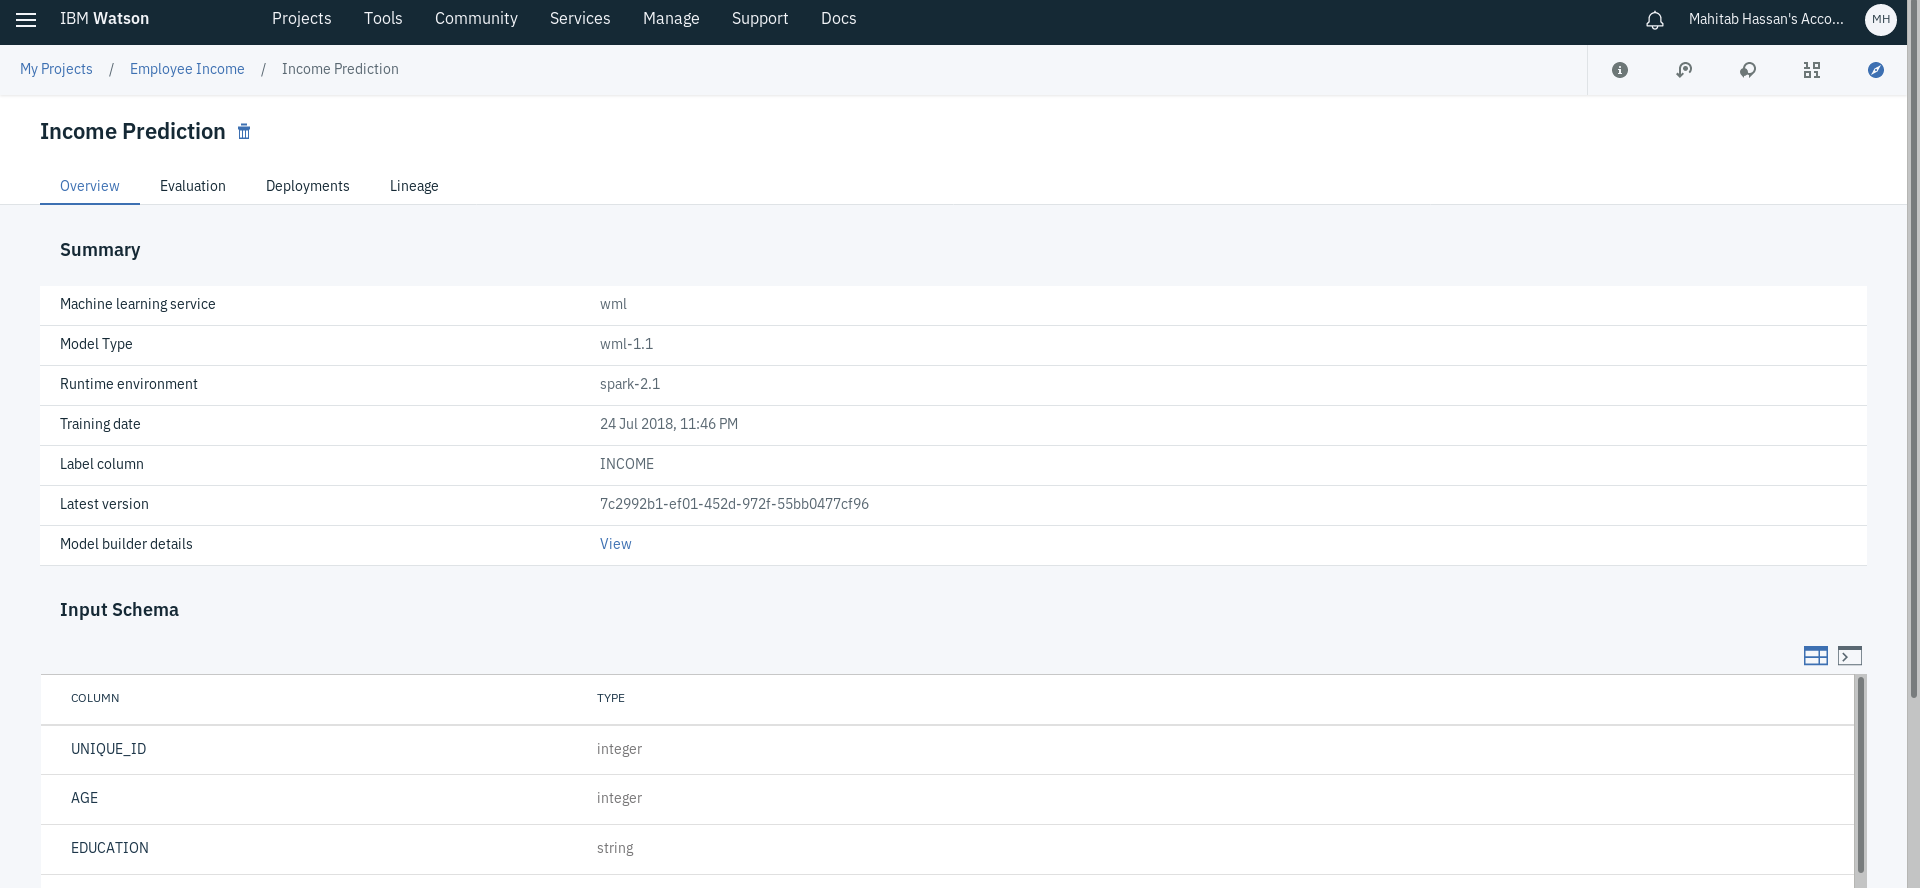 IBM Watson Projects Tools Community Services Manage Support Docs Mahitab Hassan's Acco... MH
My Projects / Employee Income / Income Prediction
Income Prediction
Overview Evaluation Deployments Lineage
Summary
Machine learning service wml
Model Type wml-1.1
Runtime environment spark-2.1
Training date 24 Jul 2018, 11:46 PM
Label column INCOME
Latest version 7c2992b1-ef01-452d-972f-55bb0477cf96
Model builder details View
Input Schema
COLUMN TYPE
UNIQUE_ID integer
AGE integer
EDUCATION string